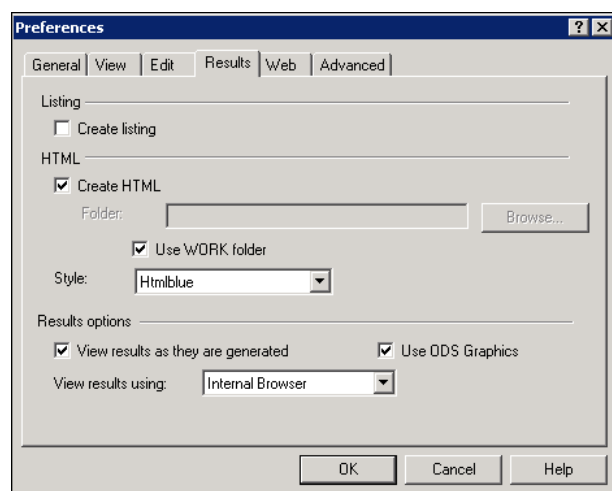 Preferences
General View Edit Results Web Advanced
Listing
Create listing
HTML
Create HTML
Folder: Browse...
Use WORK folder
Style: Htmlblue
Results options
View results as they are generated Use ODS Graphics
View results using: Internal Browser
OK Cancel Help